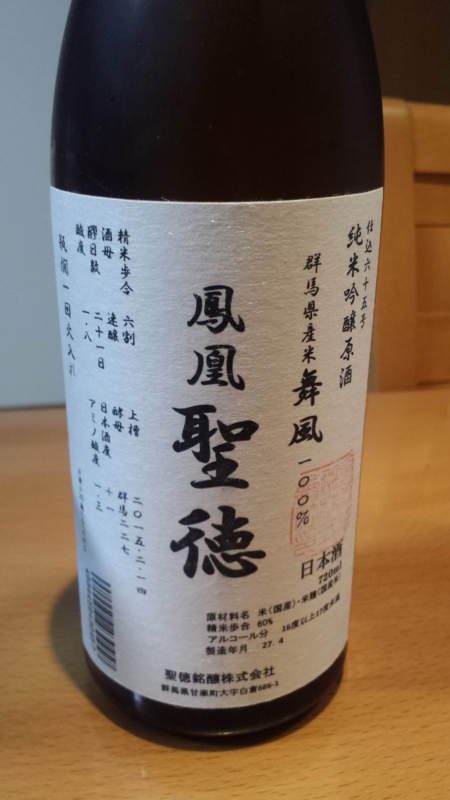 仕込六十五号
純米吟醸原酒
群馬県産米 舞風 一〇〇%
鳳凰
聖徳
精米歩合 六割
酒母 速醸
醪日数 二十一日
酸度 一.八
上槽 二〇一五.二.一四
酵母 群馬二二七
日本酒度 十一
アミノ酸度 一.三
瓶燗一回火入れ
日本酒
720ml
原材料名 米(国産)・米麹(国産米)
精米歩合 60%
アルコール分 16度以上17度未満
製造年月 27.4
聖徳銘醸株式会社
群馬県甘楽町大字白倉686-1